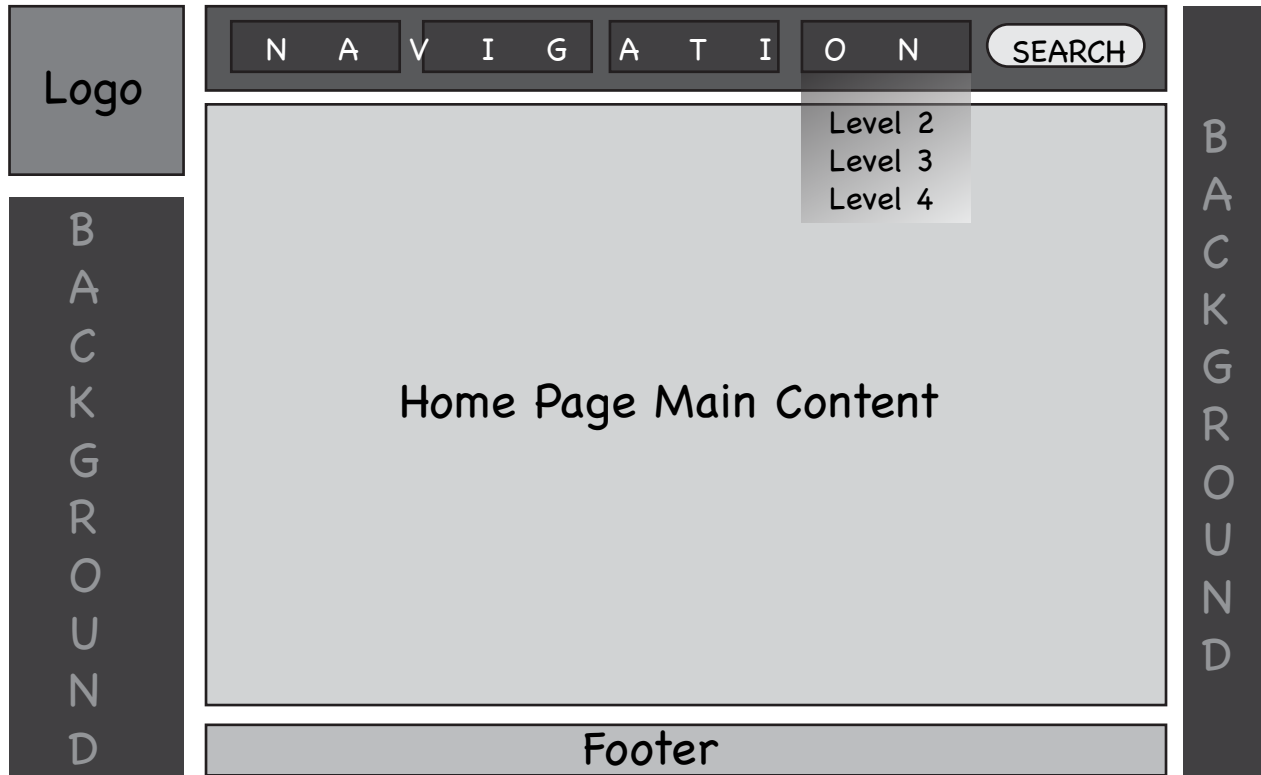 Logo
N A V I G A T I O N
SEARCH
Level 2
Level 3
Level 4
Home Page Main Content
B
A
C
K
G
R
O
U
N
D
B
A
C
K
G
R
O
U
N
D
Footer